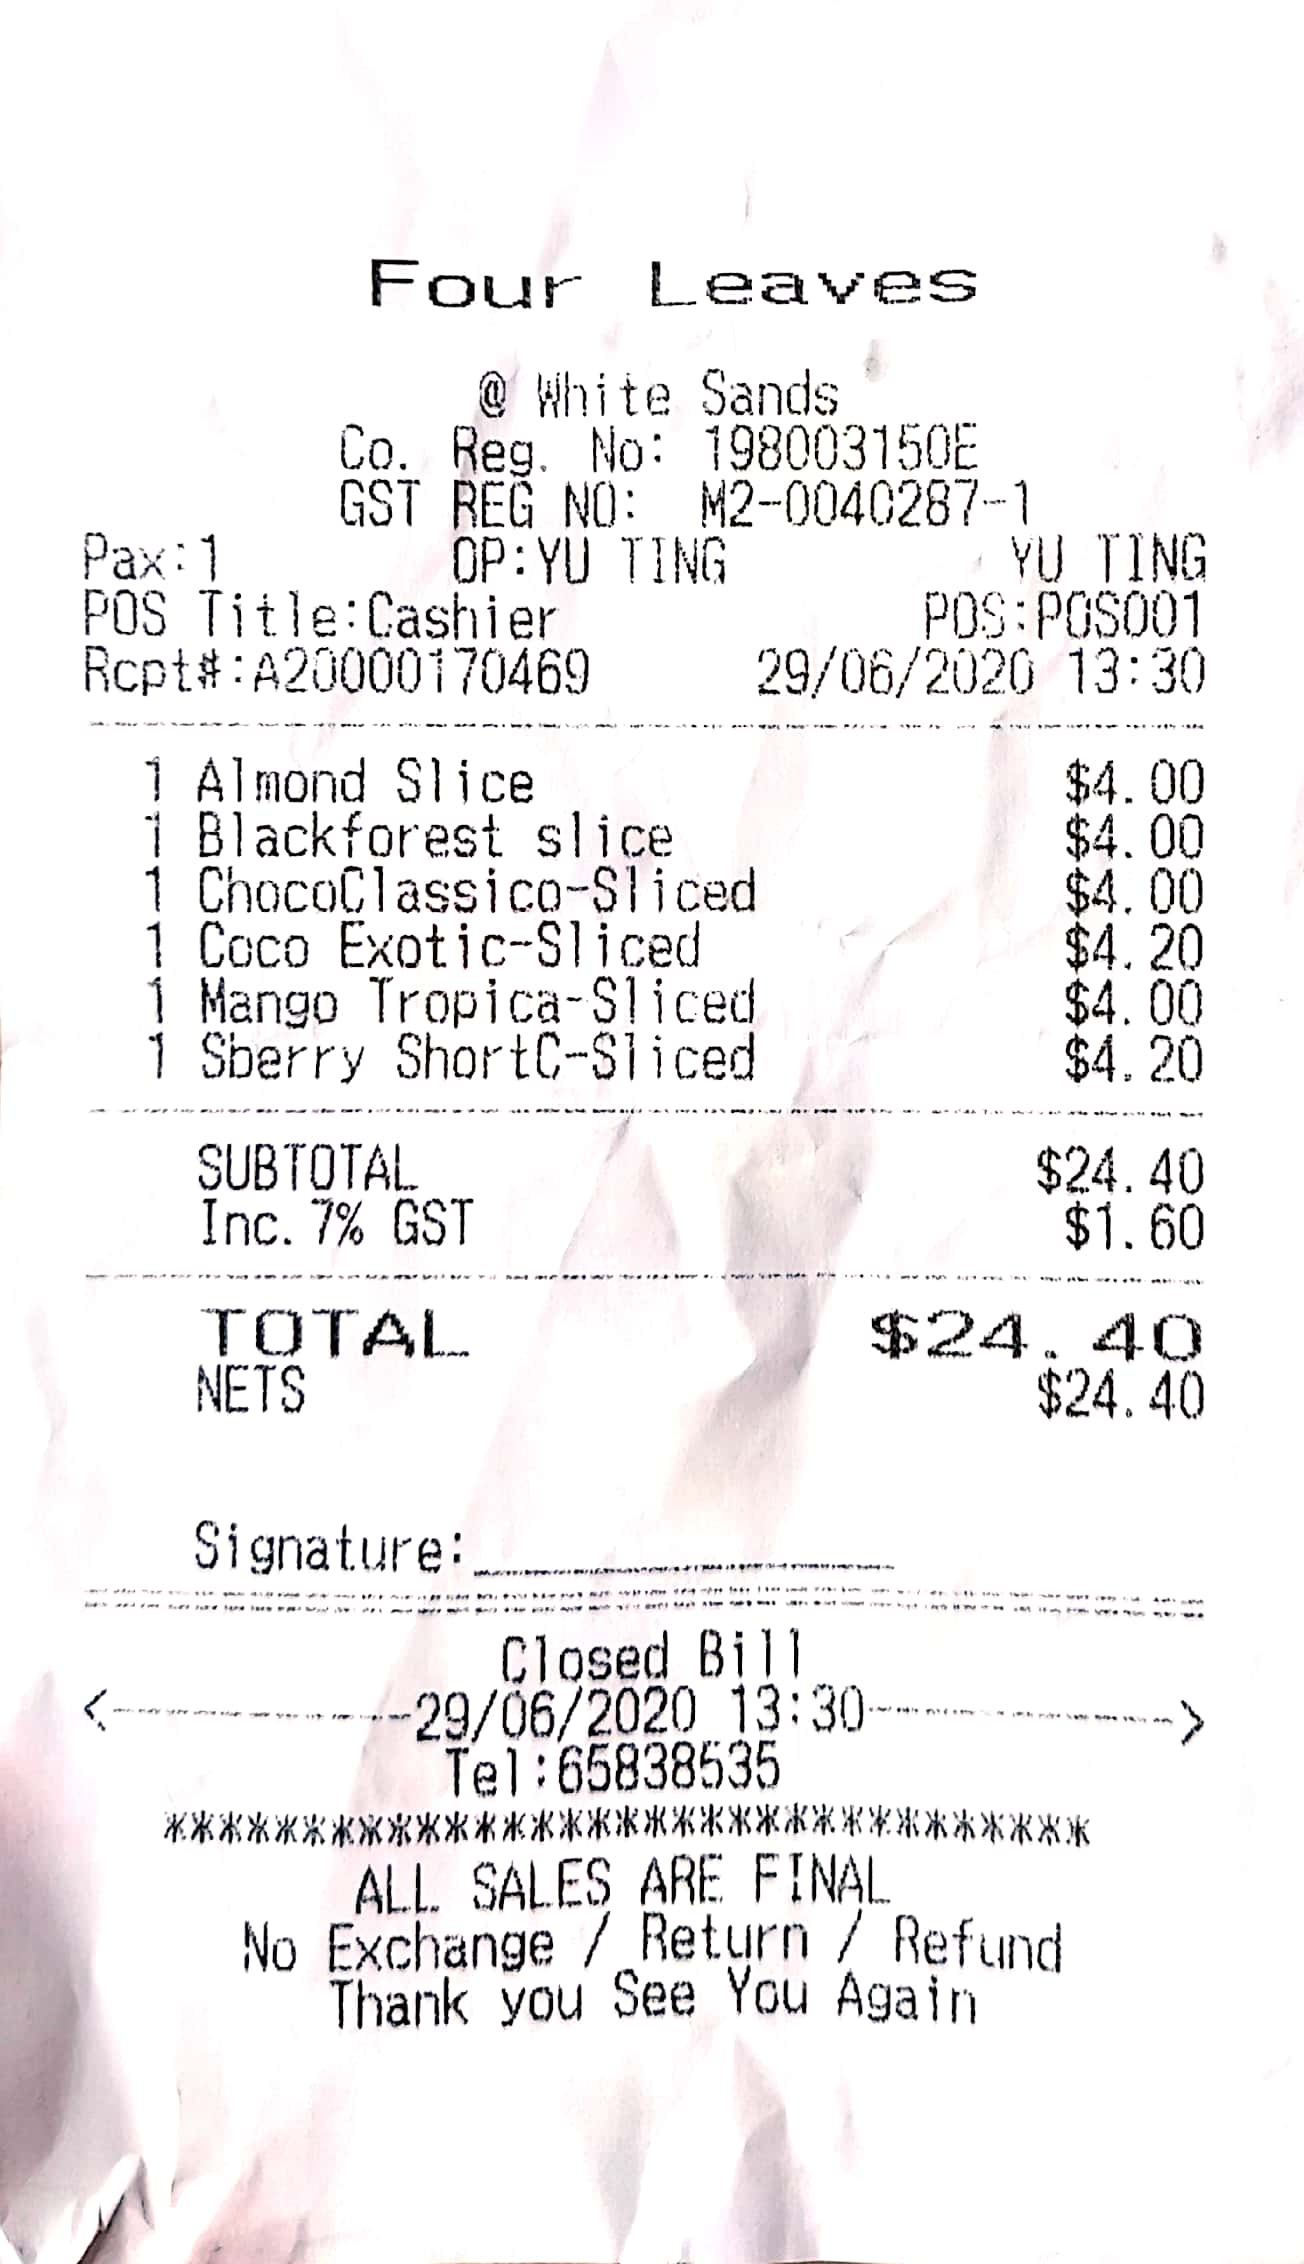 Four Leaves
@ White Sands
Co. Reg. No: 198003150E
GST REG NO: M2-0040287-1
Pax:1 OP:YU TING YU TING
POS Title:Cashier POS:POS001
Rcpt#:A20000170469 29/06/2020 13:30
1 Almond Slice $4.00
1 Blackforest slice $4.00
1 ChocoClassico-Sliced $4.00
1 Coco Exotic-Sliced $4.20
1 Mango Tropica-Sliced $4.00
1 Sberry ShortC-Sliced $4.20
SUBTOTAL $24.40
Inc. 7% GST $1.60
TOTAL $24.40
NETS $24.40
Signature:
Closed Bill
<----------29/06/2020 13:30----------->
Tel:65838535
*********************************
ALL SALES ARE FINAL
No Exchange / Return / Refund
Thank you See You Again